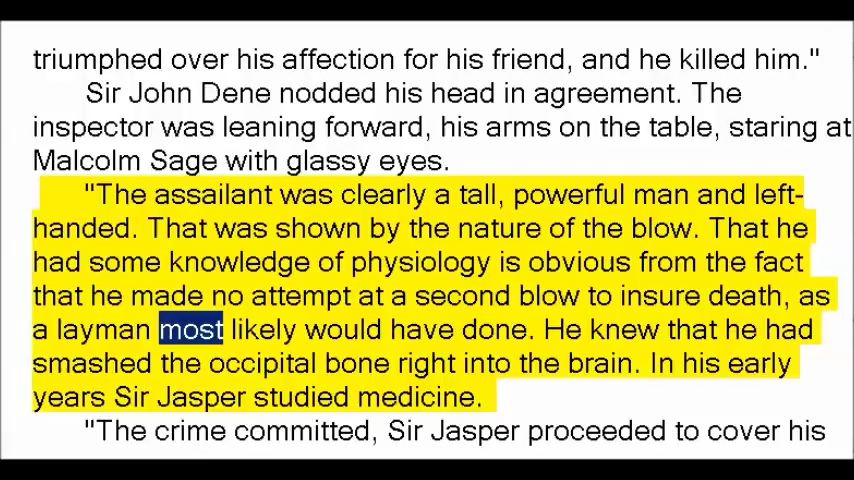 triumphed over his affection for his friend, and he killed him."
Sir John Dene nodded his head in agreement. The
inspector was leaning forward, his arms on the table, staring at
Malcolm Sage with glassy eyes.
"The assailant was clearly a tall, powerful man and left-
handed. That was shown by the nature of the blow. That he
had some knowledge of physiology is obvious from the fact
that he made no attempt at a second blow to insure death, as
a layman most likely would have done. He knew that he had
smashed the occipital bone right into the brain. In his early
years Sir Jasper studied medicine.
"The crime committed, Sir Jasper proceeded to cover his